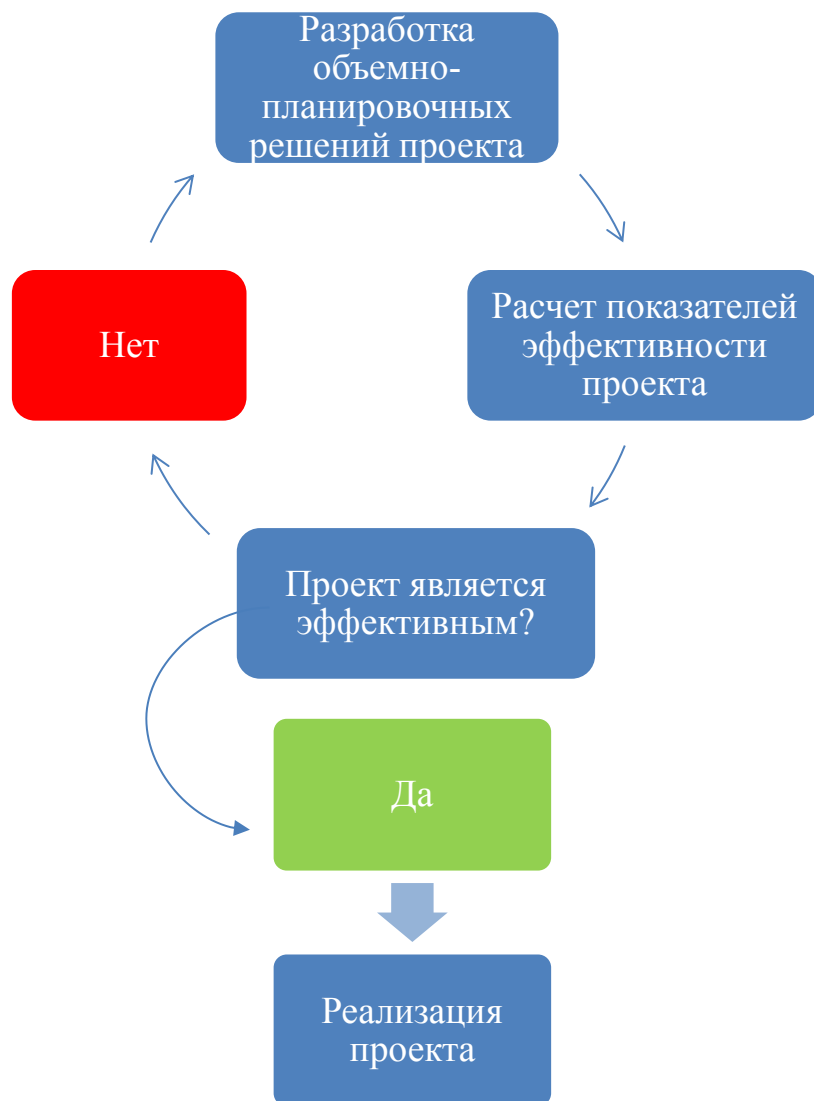 Разработка
объемно-
планировочных
решений проекта
Расчет показателей
эффективности
проекта
Нет
Проект является
эффективным?
Да
Реализация
проекта